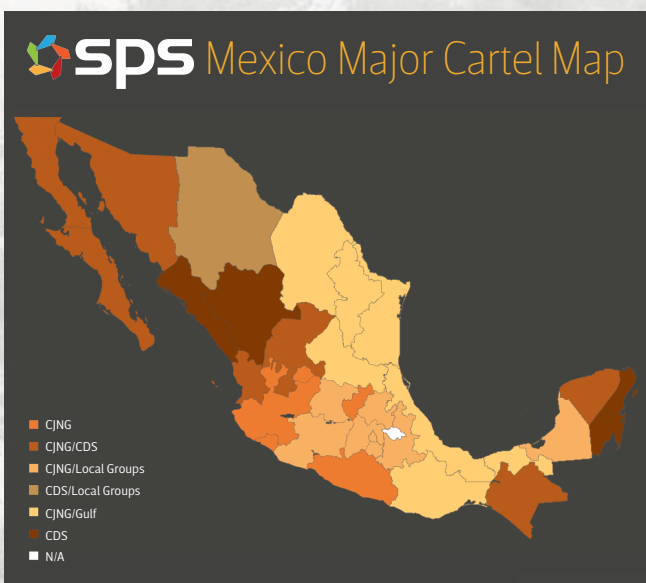 sps Mexico Major Cartel Map
CJNG
CJNG/CDS
CJNG/Local Groups
CDS/Local Groups
CJNG/Gulf
CDS
N/A